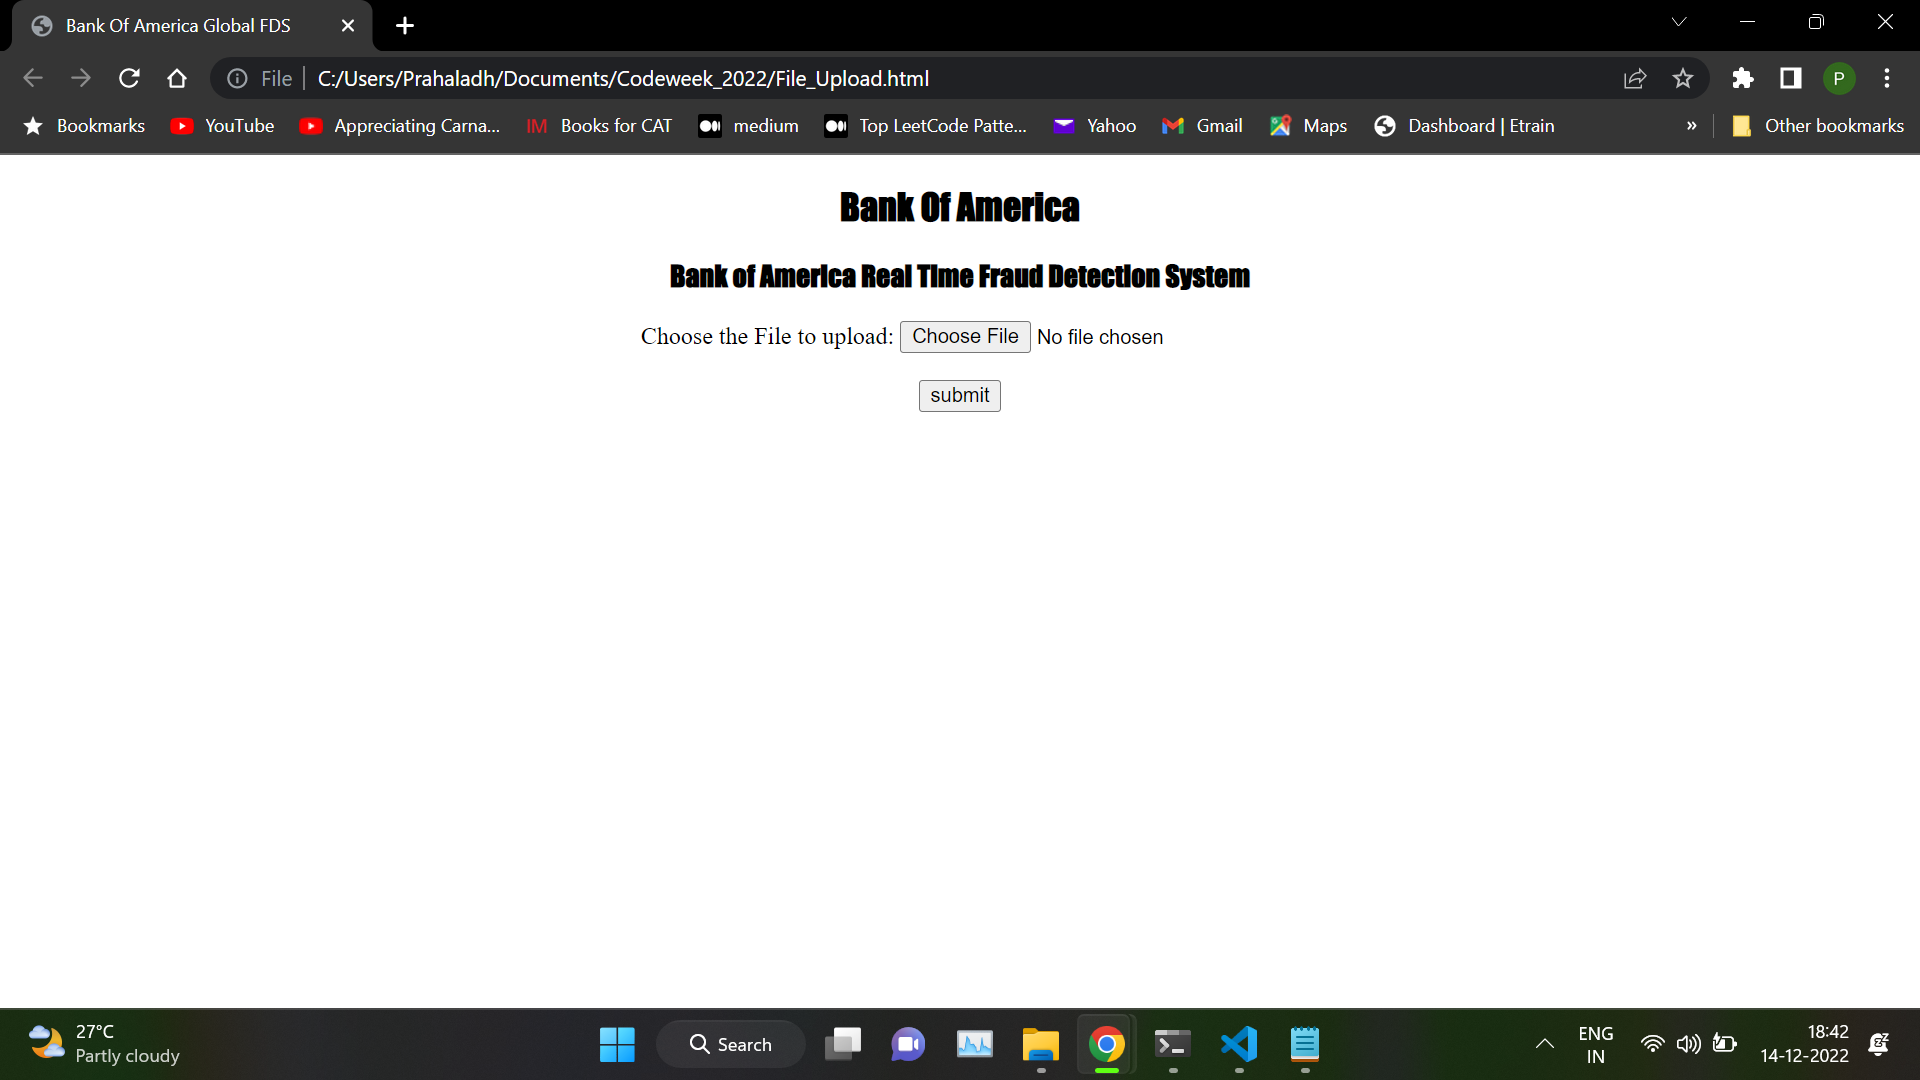 Bank Of America Global FDS
File C:/Users/Prahaladh/Documents/Codeweek_2022/File_Upload.html
P
Bookmarks YouTube Appreciating Carna... IM Books for CAT medium Top LeetCode Patte... Yahoo Gmail Maps Dashboard | Etrain » Other bookmarks
Bank Of America
Bank of America Real Time Fraud Detection System
Choose the File to upload: Choose File No file chosen
submit
27°C
Partly cloudy
Search
ENG
IN
18:42
14-12-2022